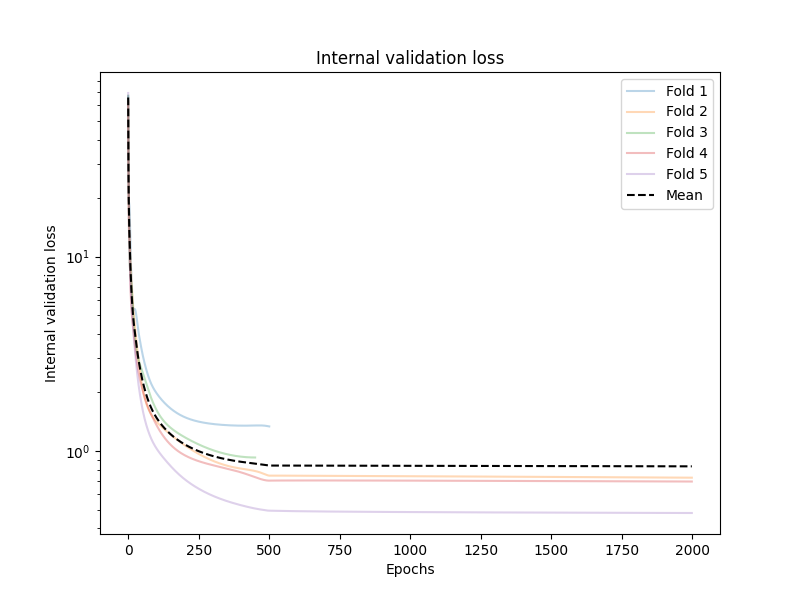 Internal validation loss
Fold 1
Fold 2
Fold 3
Fold 4
Fold 5
Mean
Internal validation loss
10¹
10⁰
0 250 500 750 1000 1250 1500 1750 2000
Epochs